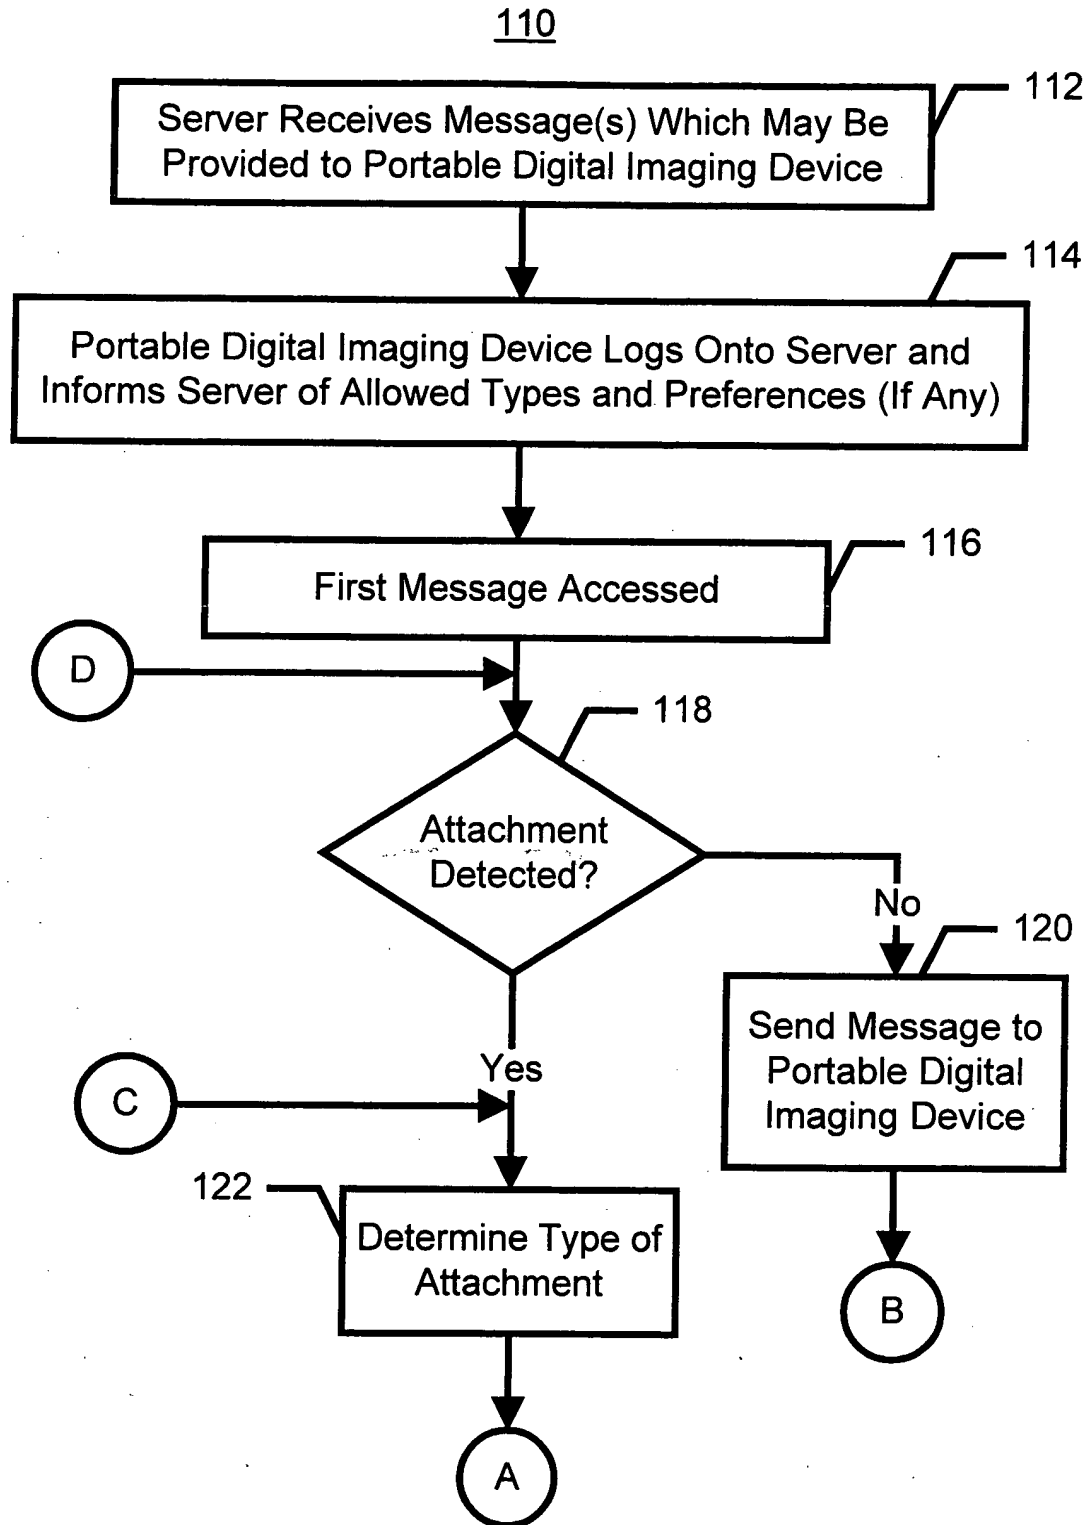 110
112
Server Receives Message(s) Which May Be
Provided to Portable Digital Imaging Device
114
Portable Digital Imaging Device Logs Onto Server and
Informs Server of Allowed Types and Preferences (If Any)
116
First Message Accessed
D
118
Attachment
Detected?
No
120
Send Message to
Portable Digital
Imaging Device
Yes
C
122
Determine Type of
Attachment
B
A